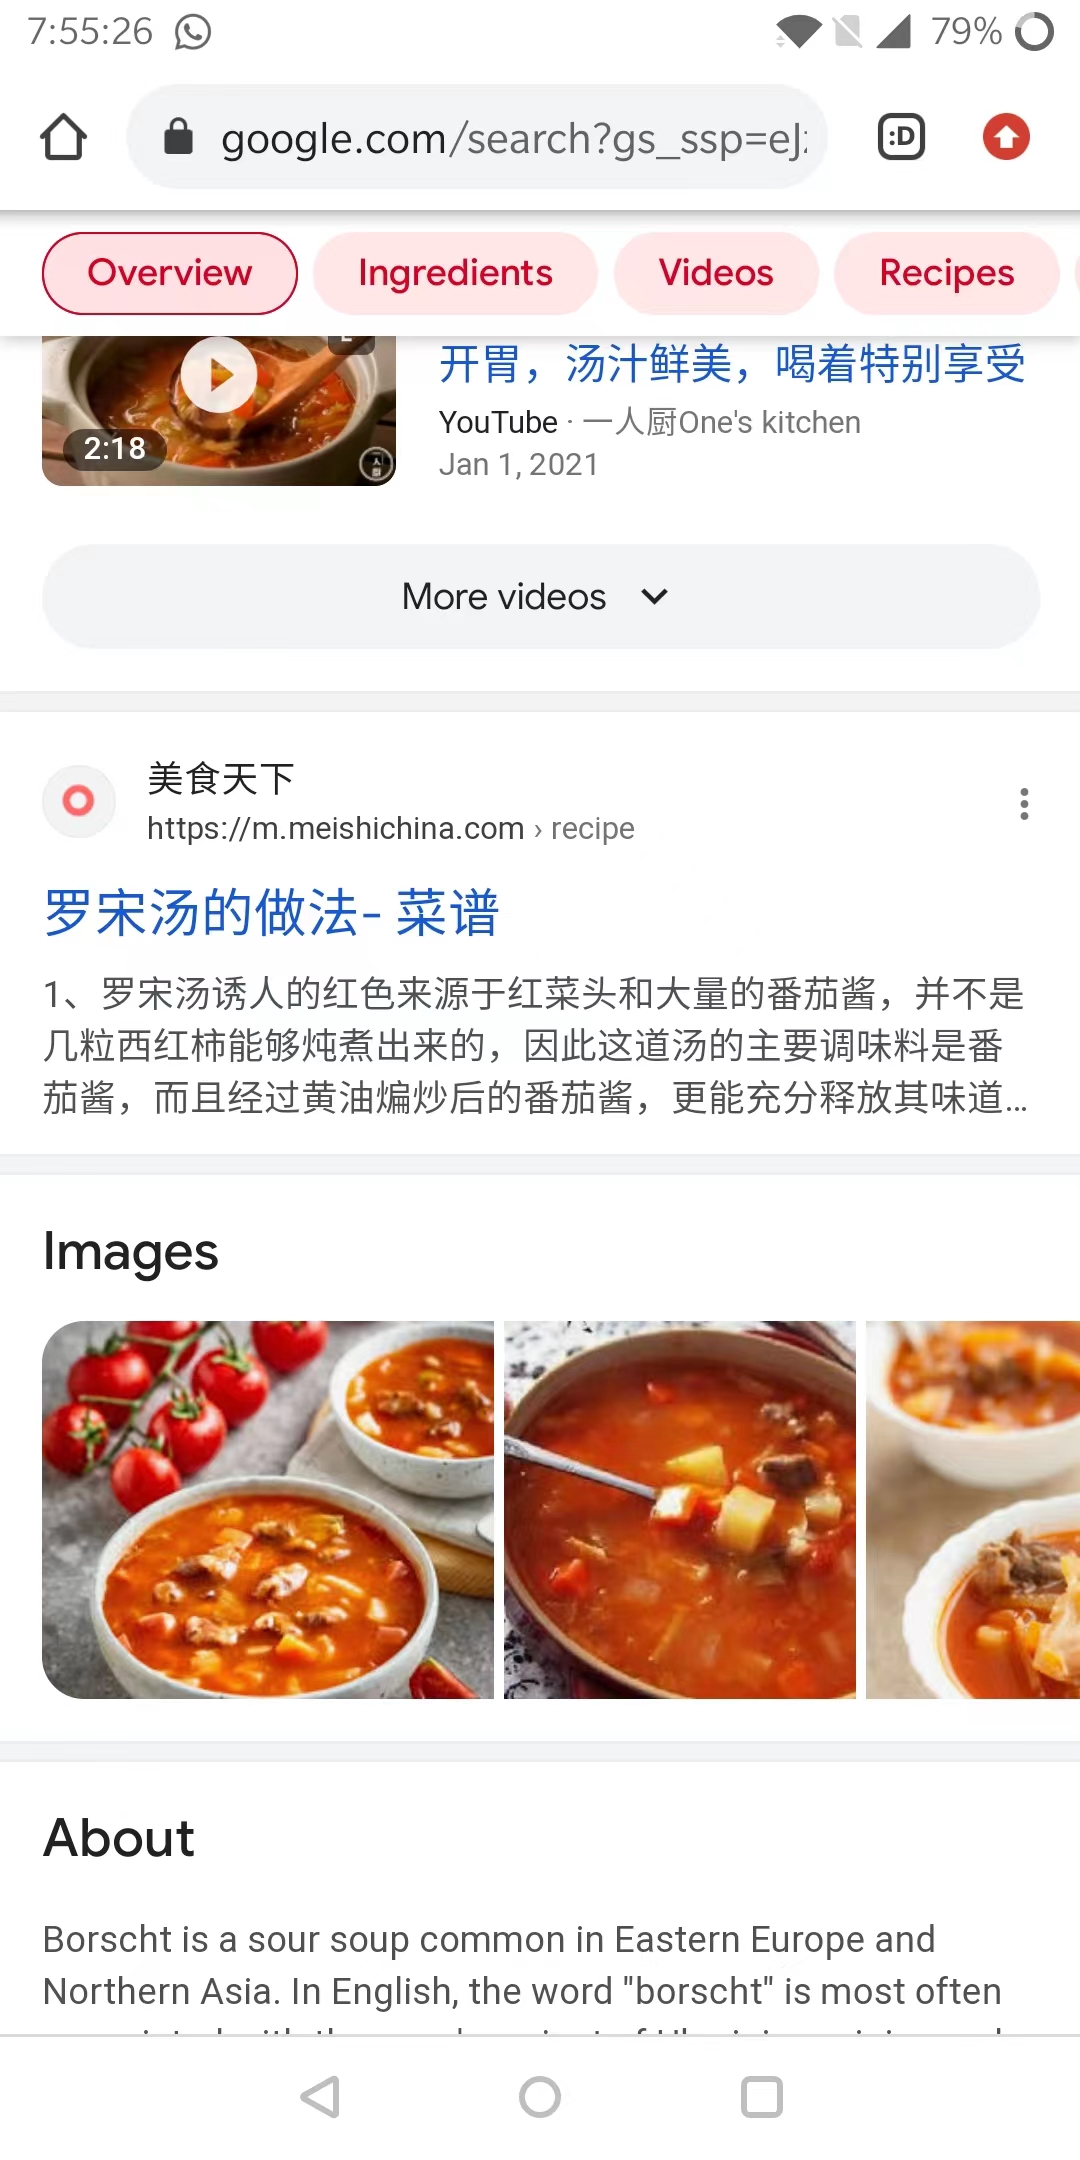 7:55:26
79%
google.com/search?gs_ssp=eJ
:D
Overview
Ingredients
Videos
Recipes
开胃，汤汁鲜美，喝着特别享受
YouTube · 一人厨One's kitchen
Jan 1, 2021
2:18
More videos
美食天下
https://m.meishichina.com › recipe
罗宋汤的做法- 菜谱
1、罗宋汤诱人的红色来源于红菜头和大量的番茄酱，并不是
几粒西红柿能够炖煮出来的，因此这道汤的主要调味料是番
茄酱，而且经过黄油煸炒后的番茄酱，更能充分释放其味道...
Images
About
Borscht is a sour soup common in Eastern Europe and
Northern Asia. In English, the word "borscht" is most often